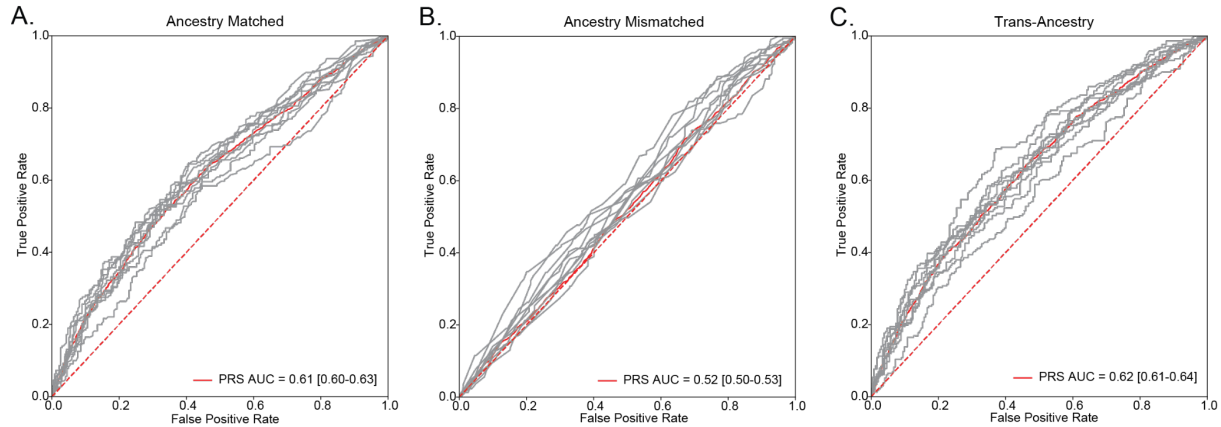 A.
Ancestry Matched
1.0
0.8
0.6
0.4
0.2
0.0
True Positive Rate
0.0 0.2 0.4 0.6 0.8 1.0
False Positive Rate
PRS AUC = 0.61 [0.60-0.63]
B.
Ancestry Mismatched
1.0
0.8
0.6
0.4
0.2
0.0
True Positive Rate
0.0 0.2 0.4 0.6 0.8 1.0
False Positive Rate
PRS AUC = 0.52 [0.50-0.53]
C.
Trans-Ancestry
1.0
0.8
0.6
0.4
0.2
0.0
True Positive Rate
0.0 0.2 0.4 0.6 0.8 1.0
False Positive Rate
PRS AUC = 0.62 [0.61-0.64]